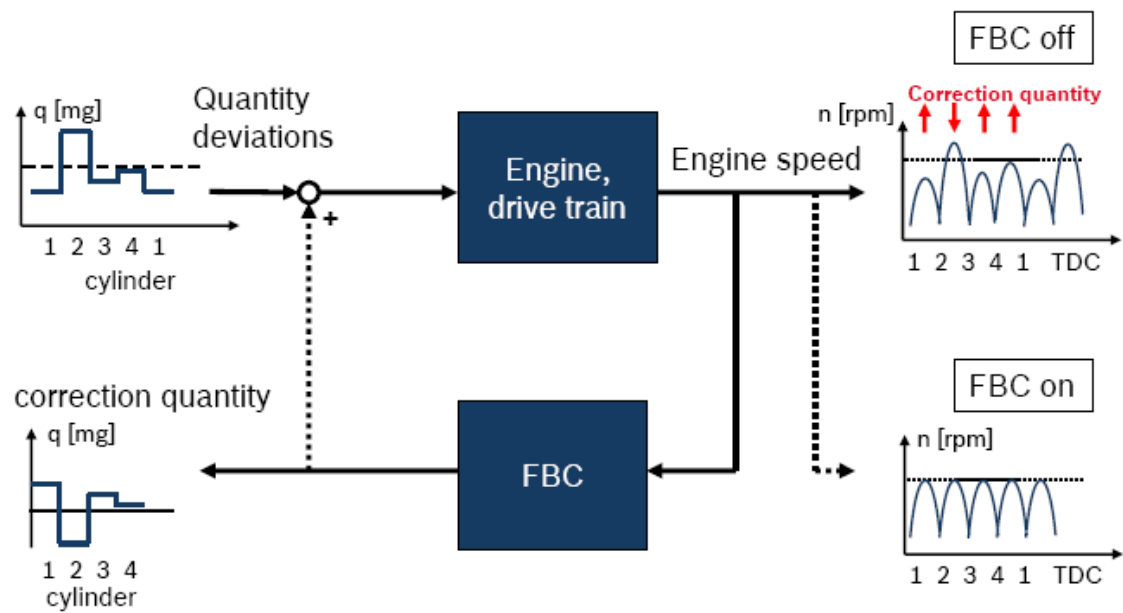 FBC off
q [mg]
Quantity
deviations
1 2 3 4 1
cylinder
+
Engine,
drive train
Engine speed
Correction quantity
n [rpm]
1 2 3 4 1 TDC
correction quantity
q [mg]
1 2 3 4
cylinder
FBC
FBC on
n [rpm]
1 2 3 4 1 TDC